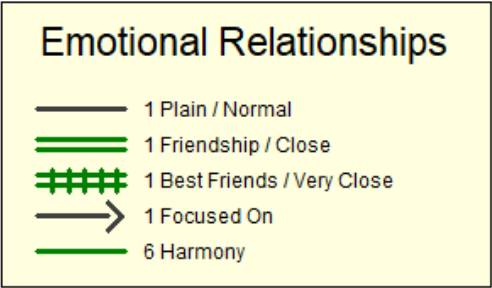 Emotional Relationships
1 Plain / Normal
1 Friendship / Close
1 Best Friends / Very Close
1 Focused On
6 Harmony